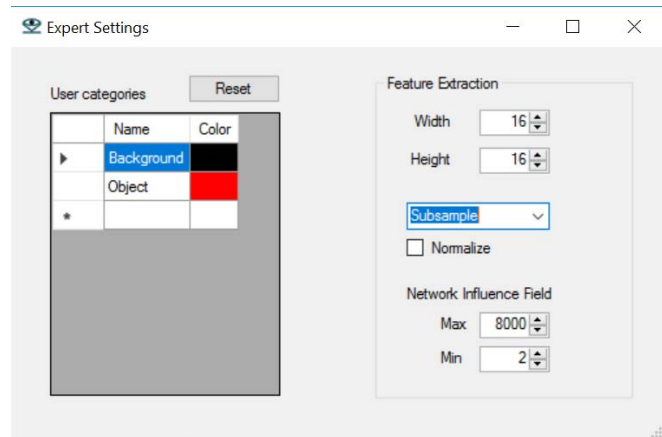 Expert Settings
User categories
Reset
Name Color
Background
Object
*
Feature Extraction
Width 16
Height 16
Subsample
Normalize
Network Influence Field
Max 8000
Min 2